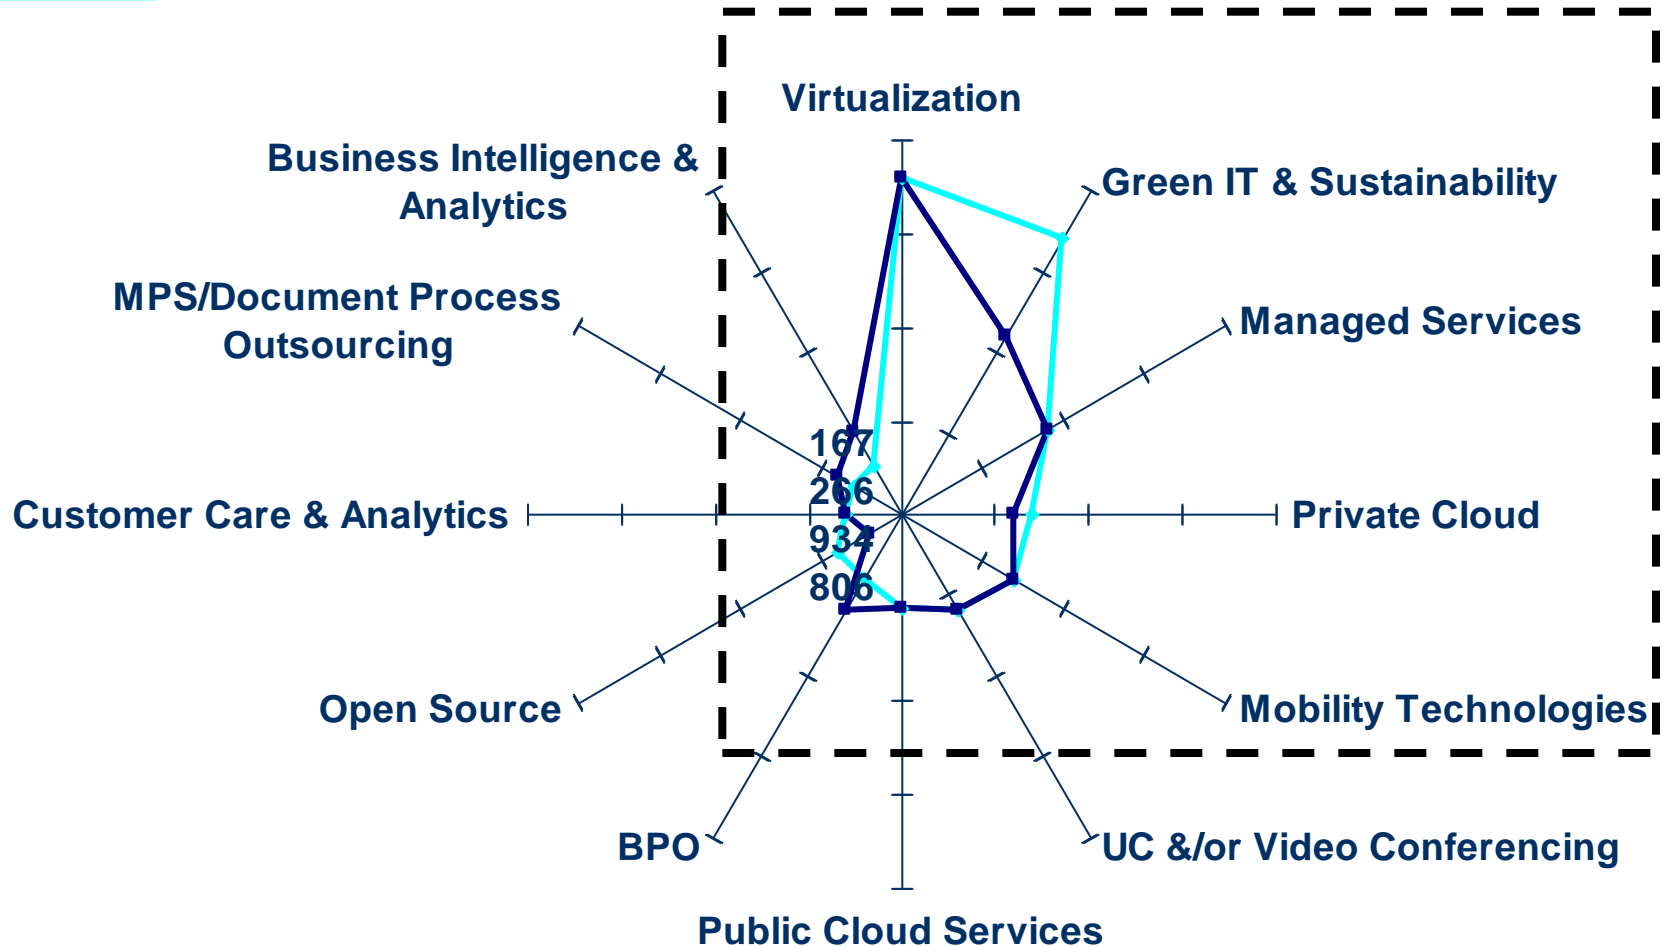 Virtualization
Business Intelligence &
Analytics
Green IT & Sustainability
MPS/Document Process
Outsourcing
Managed Services
167
266
Customer Care & Analytics
Private Cloud
934
806
Open Source
Mobility Technologies
BPO
UC &/or Video Conferencing
Public Cloud Services